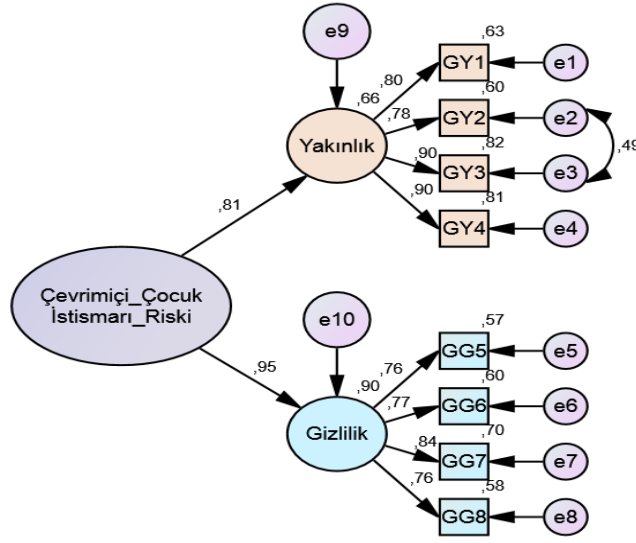 e9
,63
GY1
e1
,80
,66
,60
,78
GY2
e2
Yakınlık
,82
,90
GY3
e3
,49
,90
,81
GY4
e4
,81
Çevrimiçi_Çocuk
İstismarı_Riski
e10
,57
GG5
e5
,95
,76
,90
,60
,77
GG6
e6
Gizlilik
,70
,84
GG7
e7
,76
,58
GG8
e8